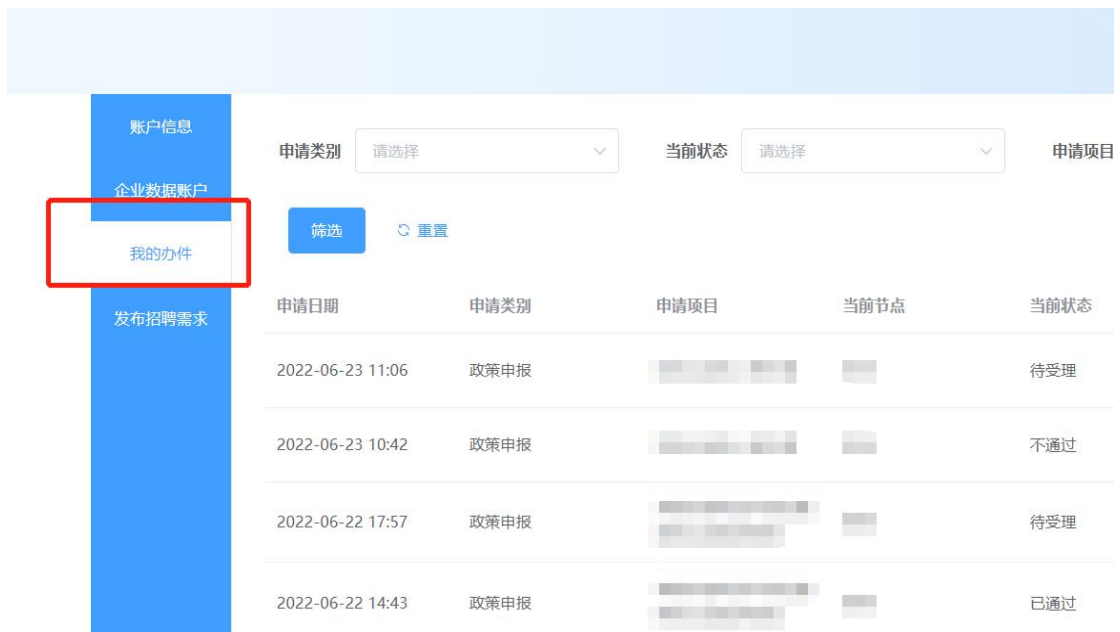 账户信息
企业数据账户
我的办件
发布招聘需求
申请类别 请选择 当前状态 请选择 申请项目
筛选 重置
申请日期 申请类别 申请项目 当前节点 当前状态
2022-06-23 11:06 政策申报 待受理
2022-06-23 10:42 政策申报 不通过
2022-06-22 17:57 政策申报 待受理
2022-06-22 14:43 政策申报 已通过